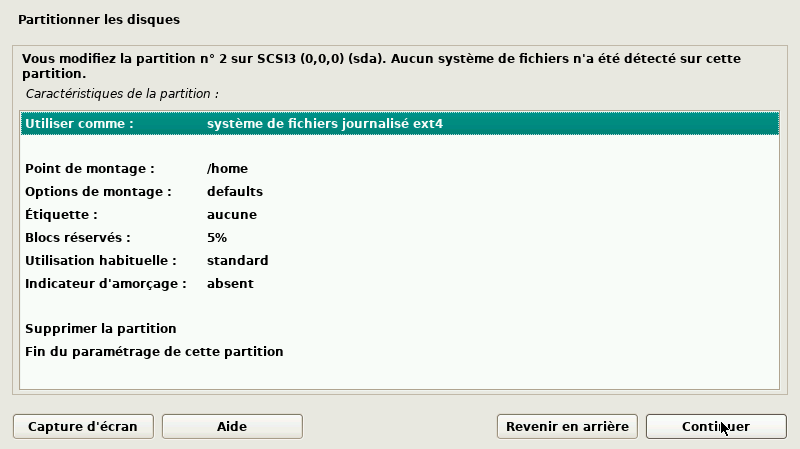 Partitionner les disques
Vous modifiez la partition n° 2 sur SCSI3 (0,0,0) (sda). Aucun système de fichiers n'a été détecté sur cette
partition.
Caractéristiques de la partition :
Utiliser comme : système de fichiers journalisé ext4
Point de montage : /home
Options de montage : defaults
Étiquette : aucune
Blocs réservés : 5%
Utilisation habituelle : standard
Indicateur d'amorçage : absent
Supprimer la partition
Fin du paramétrage de cette partition
Capture d'écran Aide Revenir en arrière Continuer